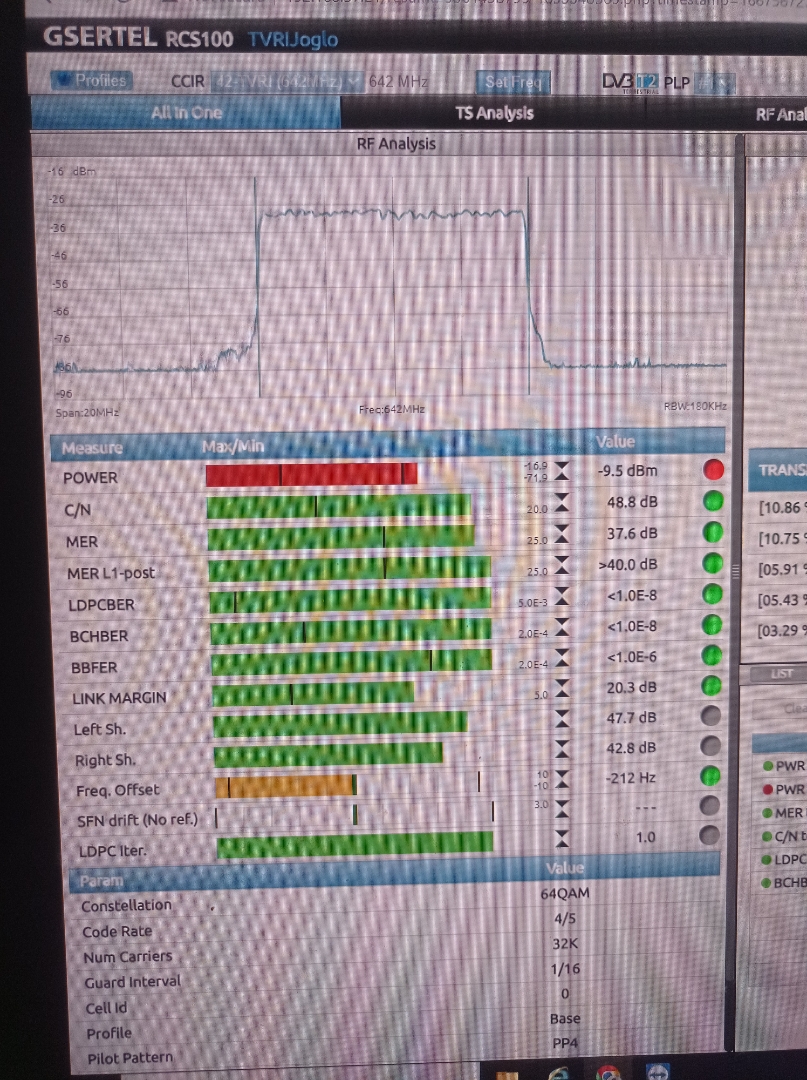 GSERTEL RCS100 TVRIJoglo
Profiles CCIR 42-TVRI (642MHz) 642 MHz Set Freq DVB T2 PLP
TERRESTRIAL
All In One TS Analysis RF Anal
RF Analysis
-16 dBm
-26
-36
-46
-56
-66
-76
-86
-96
Span:20MHz Freq:642MHz RBW:180KHz
Measure Max/Min Value
POWER -16.9 -71.9 -9.5 dBm
C/N 20.0 48.8 dB
MER 25.0 37.6 dB
MER L1-post 25.0 >40.0 dB
LDPCBER 5.0E-3 <1.0E-8
BCHBER 2.0E-4 <1.0E-8
BBFER 2.0E-4 <1.0E-6
LINK MARGIN 5.0 20.3 dB
Left Sh. 47.7 dB
Right Sh. 42.8 dB
Freq. Offset 10 -10 -212 Hz
SFN drift (No ref.) 3.0 ---
LDPC Iter. 1.0
Param Value
Constellation 64QAM
Code Rate 4/5
Num Carriers 32K
Guard Interval 1/16
Cell Id 0
Profile Base
Pilot Pattern PP4
TRANS
[10.86
[10.75
[05.91
[05.43
[03.29
LIST
PWR
PWR
MER
C/N
LDPC
BCHB